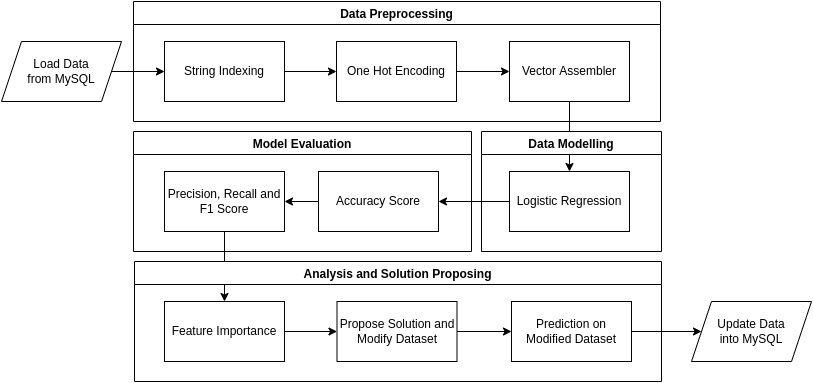 Data Preprocessing
Load Data
from MySQL
String Indexing
One Hot Encoding
Vector Assembler
Model Evaluation
Data Modelling
Precision, Recall and
F1 Score
Accuracy Score
Logistic Regression
Analysis and Solution Proposing
Feature Importance
Propose Solution and
Modify Dataset
Prediction on
Modified Dataset
Update Data
into MySQL